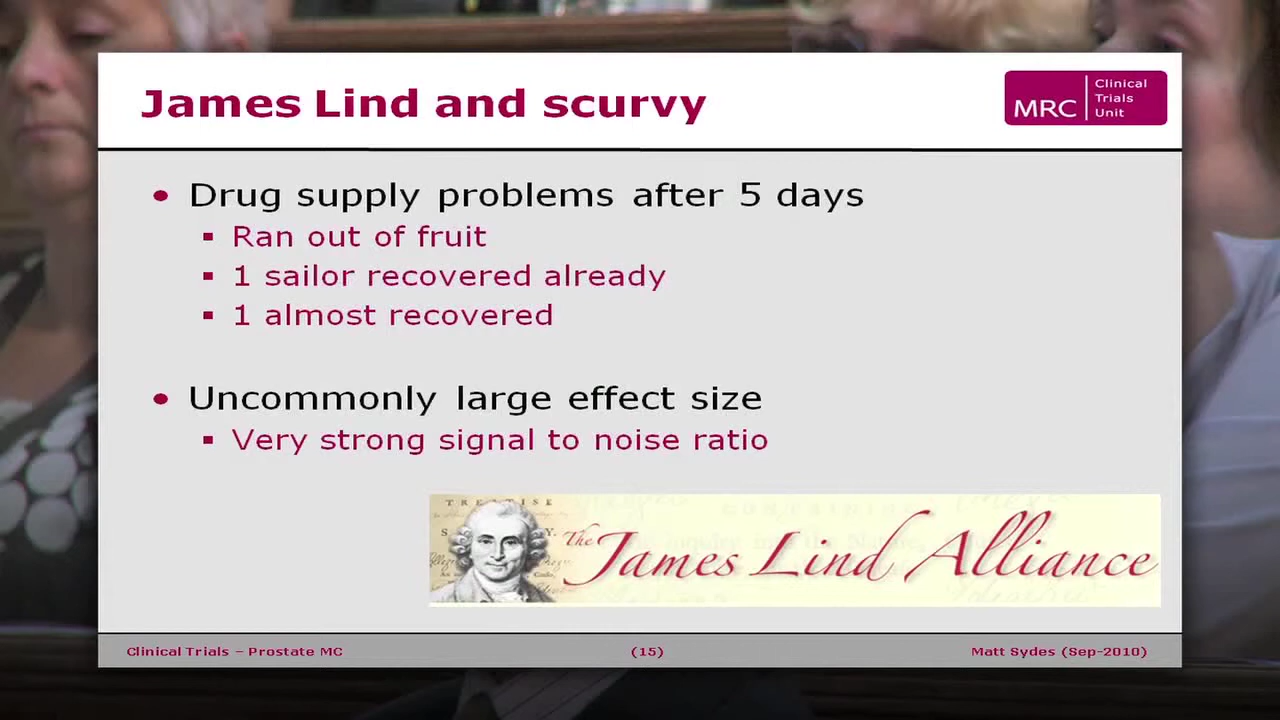 James Lind and scurvy
MRC
Clinical
Trials
Unit
Drug supply problems after 5 days
Ran out of fruit
1 sailor recovered already
1 almost recovered
Uncommonly large effect size
Very strong signal to noise ratio
TREATISE
The James Lind Alliance
Clinical Trials – Prostate MC
(15)
Matt Sydes (Sep-2010)